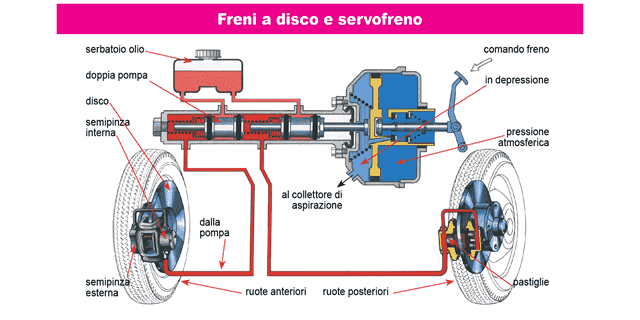 Freni a disco e servofreno
serbatoio olio
comando freno
doppia pompa
in depressione
disco
semipinza
interna
pressione
atmosferica
al collettore di
aspirazione
dalla
pompa
semipinza
esterna
ruote anteriori
ruote posteriori
pastiglie